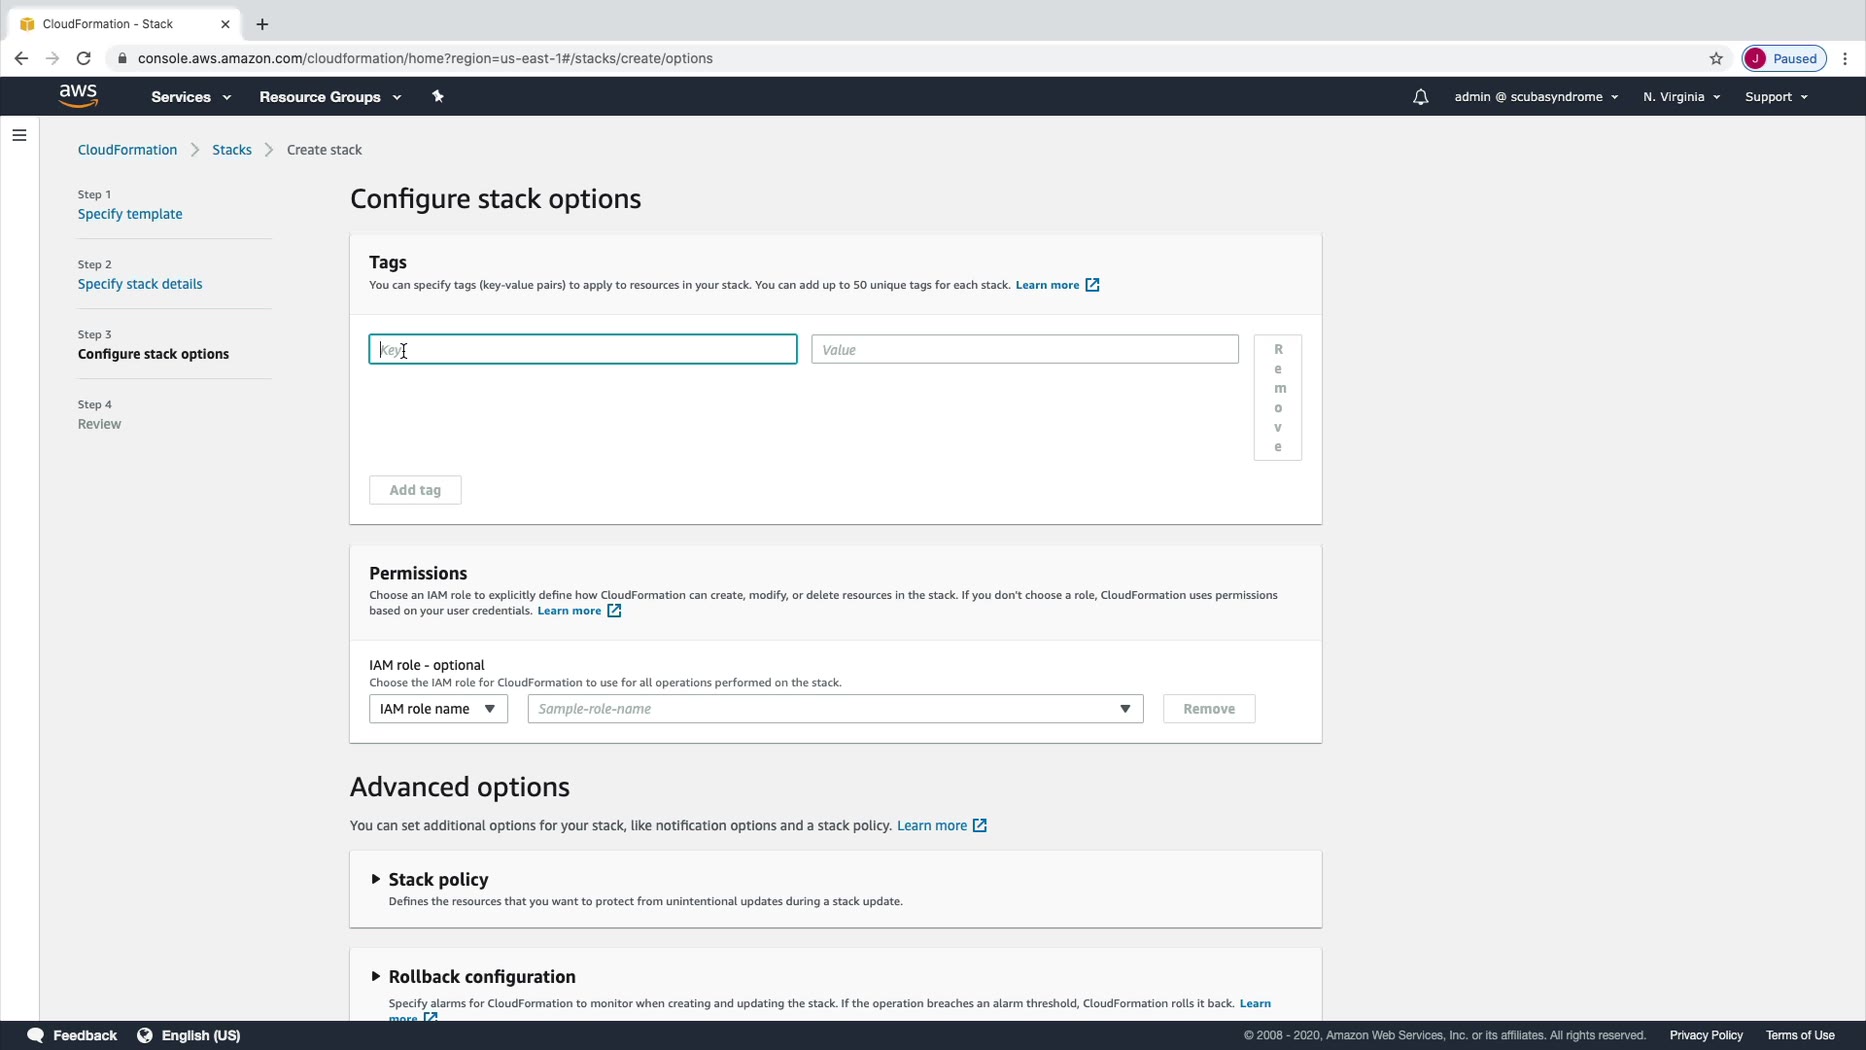 CloudFormation - Stack
console.aws.amazon.com/cloudformation/home?region=us-east-1#/stacks/create/options
J Paused
aws Services Resource Groups admin @ scubasyndrome N. Virginia Support
CloudFormation Stacks Create stack
Step 1
Specify template
Step 2
Specify stack details
Step 3
Configure stack options
Step 4
Review
Configure stack options
Tags
You can specify tags (key-value pairs) to apply to resources in your stack. You can add up to 50 unique tags for each stack. Learn more
Key Value
R
e
m
o
v
e
Add tag
Permissions
Choose an IAM role to explicitly define how CloudFormation can create, modify, or delete resources in the stack. If you don't choose a role, CloudFormation uses permissions
based on your user credentials. Learn more
IAM role - optional
Choose the IAM role for CloudFormation to use for all operations performed on the stack.
IAM role name Sample-role-name Remove
Advanced options
You can set additional options for your stack, like notification options and a stack policy. Learn more
Stack policy
Defines the resources that you want to protect from unintentional updates during a stack update.
Rollback configuration
Specify alarms for CloudFormation to monitor when creating and updating the stack. If the operation breaches an alarm threshold, CloudFormation rolls it back. Learn
more
Feedback English (US) © 2008 - 2020, Amazon Web Services, Inc. or its affiliates. All rights reserved. Privacy Policy Terms of Use